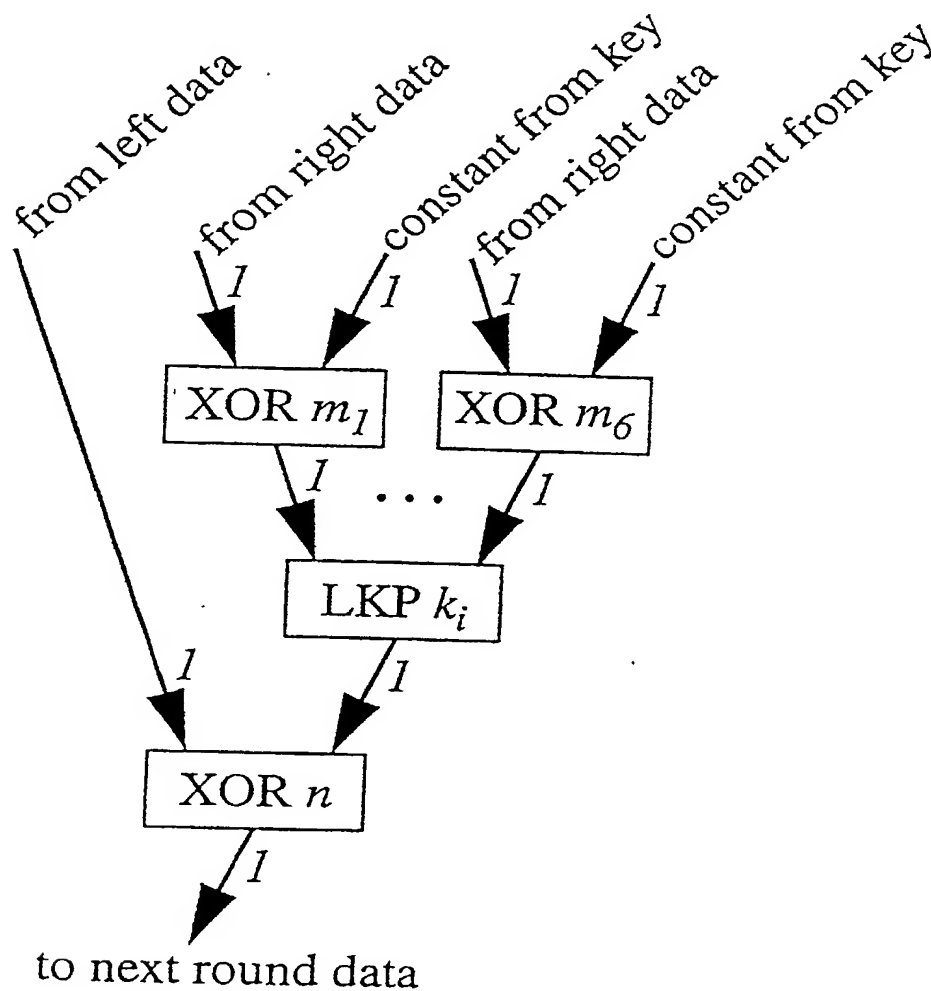 from left data
from right data
constant from key
from right data
constant from key
1 1 1 1
XOR m1
XOR m6
1 ... 1
LKP ki
1 1
XOR n
1
to next round data